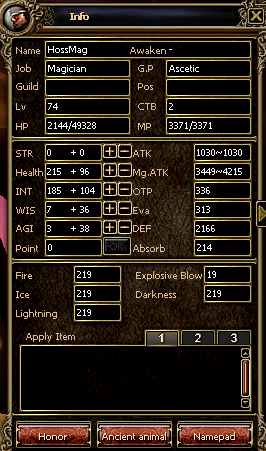 Info
Name HossMag Awaken -
Job Magician G.P Ascetic
Guild Pos
Lv 74 CTB 2
HP 2144/49328 MP 3371/3371
STR 0 + 0 + - ATK 1030~1030
Health 215 + 96 + - Mg.ATK 3449~4215
INT 185 + 104 + - OTP 336
WIS 7 + 36 + - Eva 313
AGI 3 + 38 + - DEF 2166
Point 0 Absorb 214
Fire 219 Explosive Blow 19
Ice 219 Darkness 219
Lightning 219
Apply Item 1 2 3
Honor Ancient animal Namepad